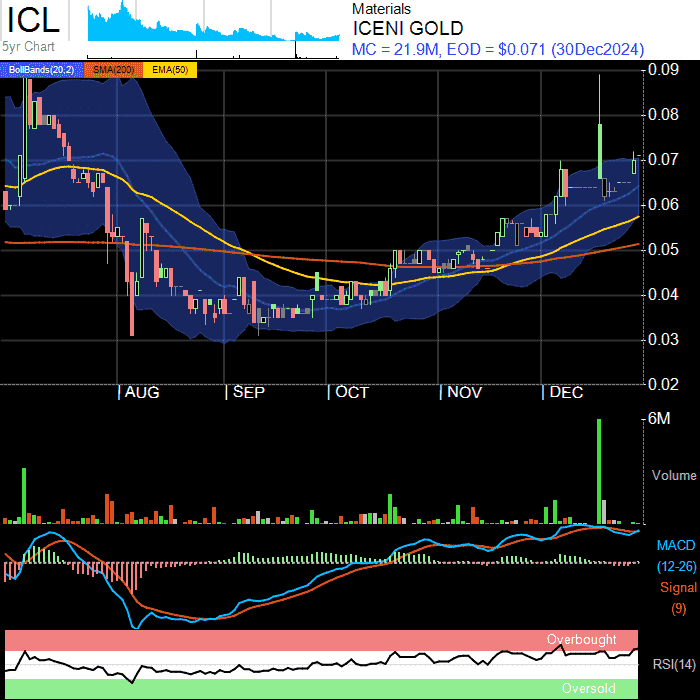 ICL
5yr Chart
Materials
ICENI GOLD
MC = 21.9M, EOD = $0.071 (30Dec2024)
BollBands(20,2) SMA(200) EMA(50)
0.09
0.08
0.07
0.06
0.05
0.04
0.03
0.02
AUG SEP OCT NOV DEC
6M
Volume
MACD
(12-26)
Signal
(9)
Overbought
RSI(14)
Oversold